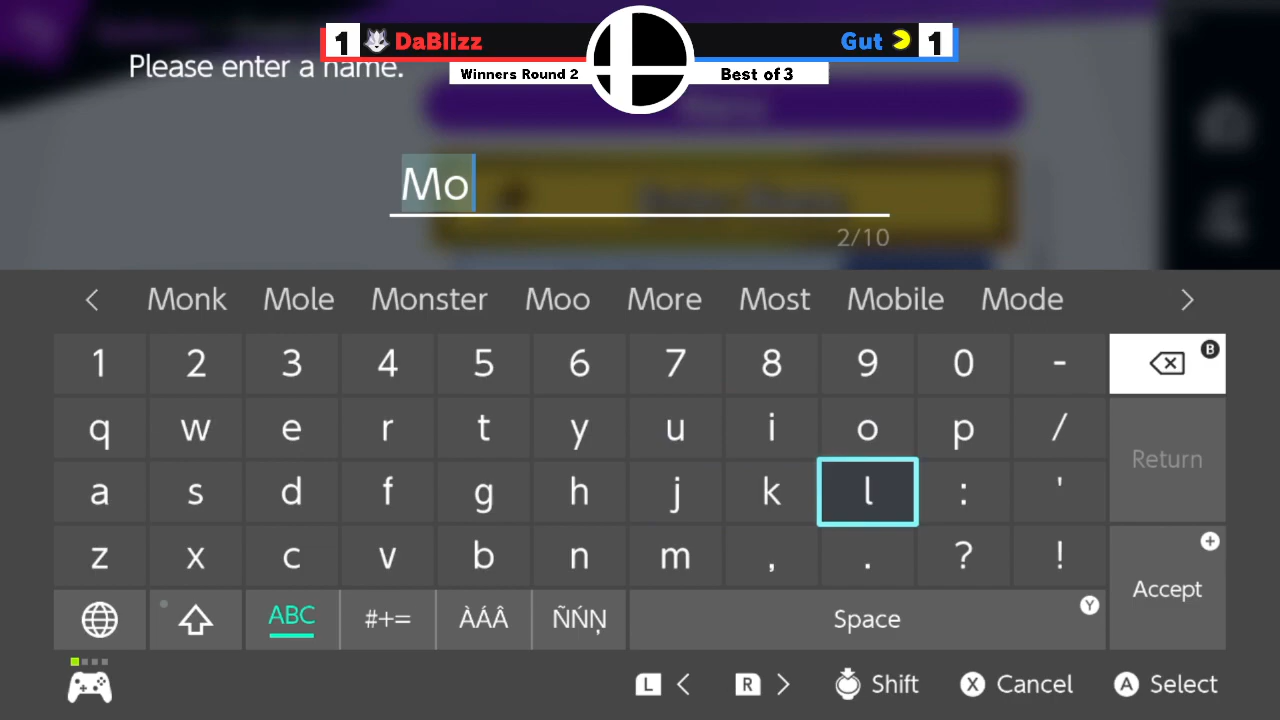 1 DaBlizz Gut 1
Winners Round 2 Best of 3
Please enter a name.
Mo
2/10
Monk Mole Monster Moo More Most Mobile Mode
1 2 3 4 5 6 7 8 9 0 - B
q w e r t y u i o p /
Return
a s d f g h j k l : '
z x c v b n m , . ? ! +
Accept
ABC #+= ÀÁÂ ÑŃŅ Space Y
L R Shift X Cancel A Select